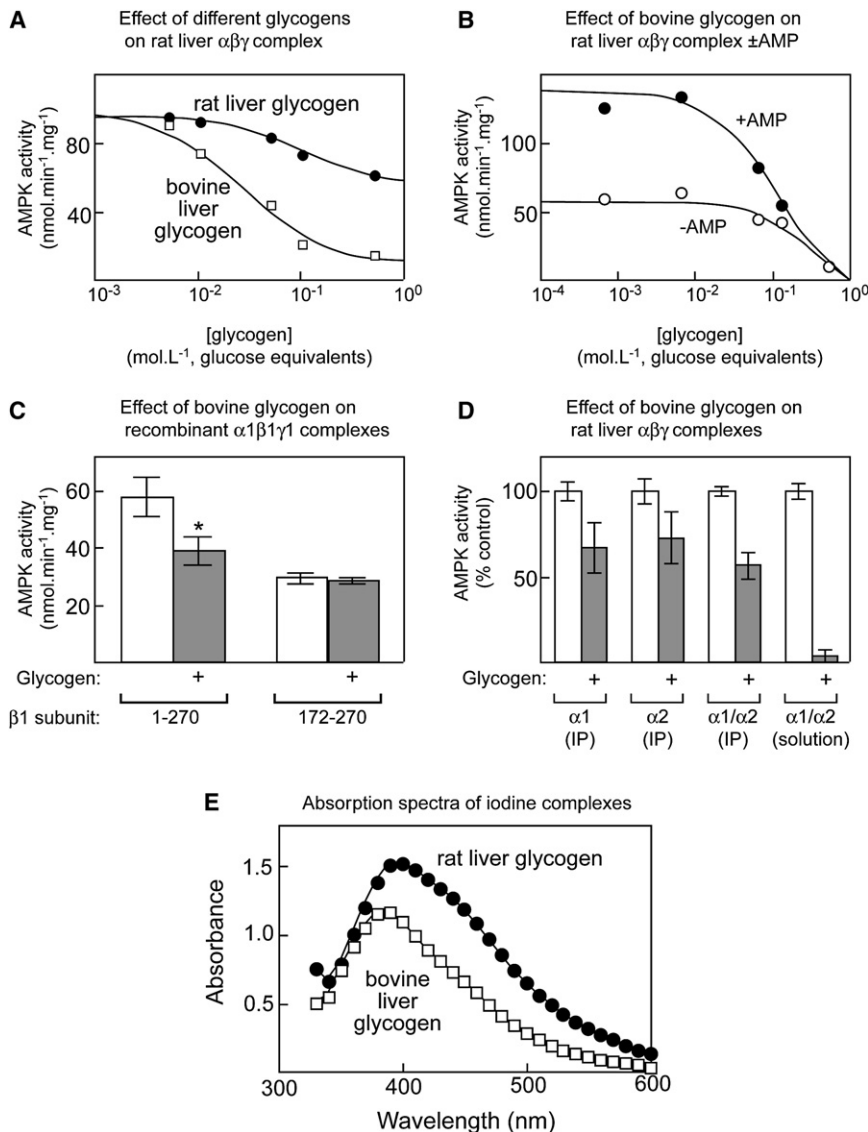 A
Effect of different glycogens
on rat liver αβγ complex
AMPK activity
(nmol.min⁻¹.mg⁻¹)
80
40
rat liver glycogen
bovine
liver
glycogen
10⁻³
10⁻²
10⁻¹
10⁰
[glycogen]
(mol.L⁻¹, glucose equivalents)
B
Effect of bovine glycogen on
rat liver αβγ complex ±AMP
AMPK activity
(nmol.min⁻¹.mg⁻¹)
100
50
+AMP
-AMP
10⁻⁴
10⁻³
10⁻²
10⁻¹
10⁰
[glycogen]
(mol.L⁻¹, glucose equivalents)
C
Effect of bovine glycogen on
recombinant α1β1γ1 complexes
AMPK activity
(nmol.min⁻¹.mg⁻¹)
60
40
20
*
Glycogen: + +
β1 subunit: 1-270 172-270
D
Effect of bovine glycogen on
rat liver αβγ complexes
AMPK activity
(% control)
100
50
Glycogen: + + + +
α1 α2 α1/α2 α1/α2
(IP) (IP) (IP) (solution)
E
Absorption spectra of iodine complexes
Absorbance
1.5
1.0
0.5
rat liver glycogen
bovine
liver
glycogen
300 400 500 600
Wavelength (nm)